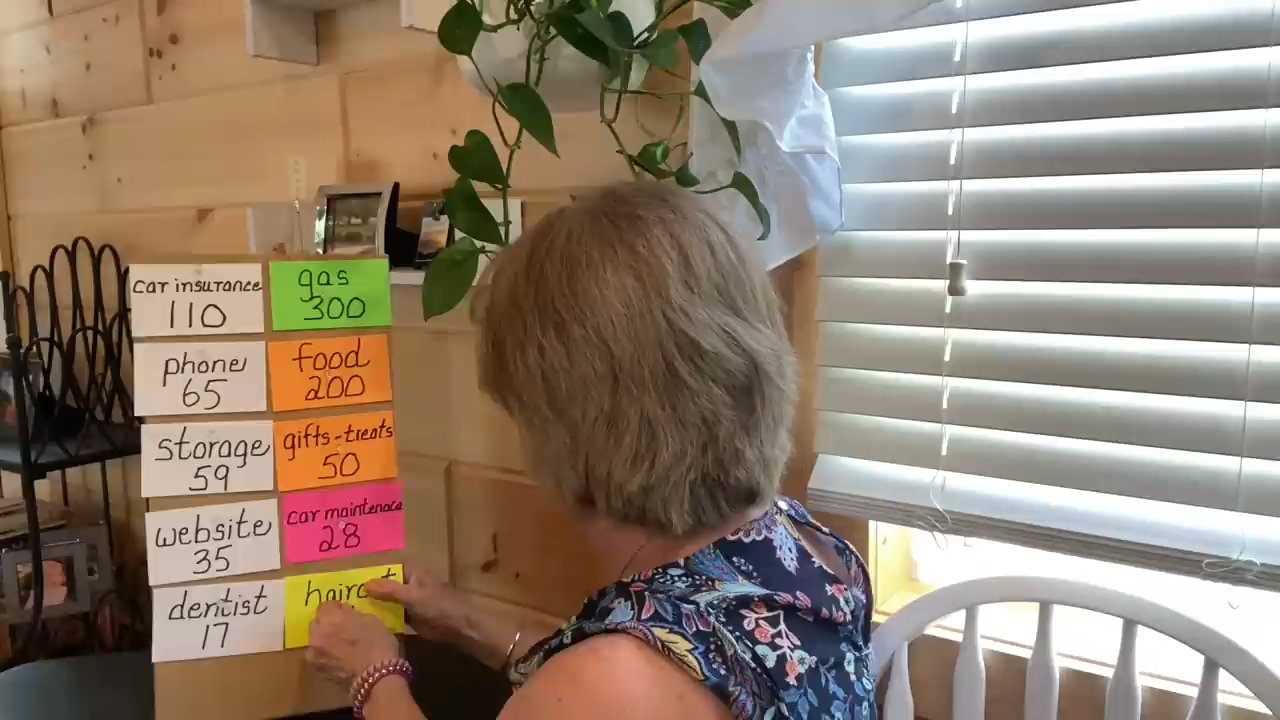 car insurance
110
gas
300
phone
65
food
200
storage
59
gifts-treats
50
website
35
car maintenace
28
dentist
17